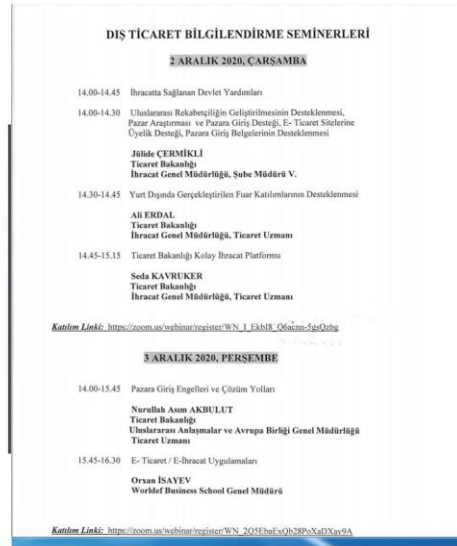 DIŞ TİCARET BİLGİLENDİRME SEMİNERLERİ
2 ARALIK 2020, ÇARŞAMBA
14.00-14.45 İhracatta Sağlanan Devlet Yardımları
14.00-14.30 Uluslararası Rekabetçiliğin Geliştirilmesinin Desteklenmesi,
Pazar Araştırması ve Pazara Giriş Desteği, E- Ticaret Sitelerine
Üyelik Desteği, Pazara Giriş Belgelerinin Desteklenmesi
Jülide ÇERMİKLİ
Ticaret Bakanlığı
İhracat Genel Müdürlüğü, Şube Müdürü V.
14.30-14.45 Yurt Dışında Gerçekleştirilen Fuar Katılımlarının Desteklenmesi
Ali ERDAL
Ticaret Bakanlığı
İhracat Genel Müdürlüğü, Ticaret Uzmanı
14.45-15.15 Ticaret Bakanlığı Kolay İhracat Platformu
Seda KAVRUKER
Ticaret Bakanlığı
İhracat Genel Müdürlüğü, Ticaret Uzmanı
Katılım Linki: https://zoom.us/webinar/register/
3 ARALIK 2020, PERŞEMBE
14.00-15.45 Pazara Giriş Engelleri ve Çözüm Yolları
Nurullah Asım AKBULUT
Ticaret Bakanlığı
Uluslararası Anlaşmalar ve Avrupa Birliği Genel Müdürlüğü
Ticaret Uzmanı
15.45-16.30 E- Ticaret / E-İhracat Uygulamaları
Orxan İSAYEV
Worldef Business School Genel Müdürü
Katılım Linki: https://zoom.us/webinar/register/